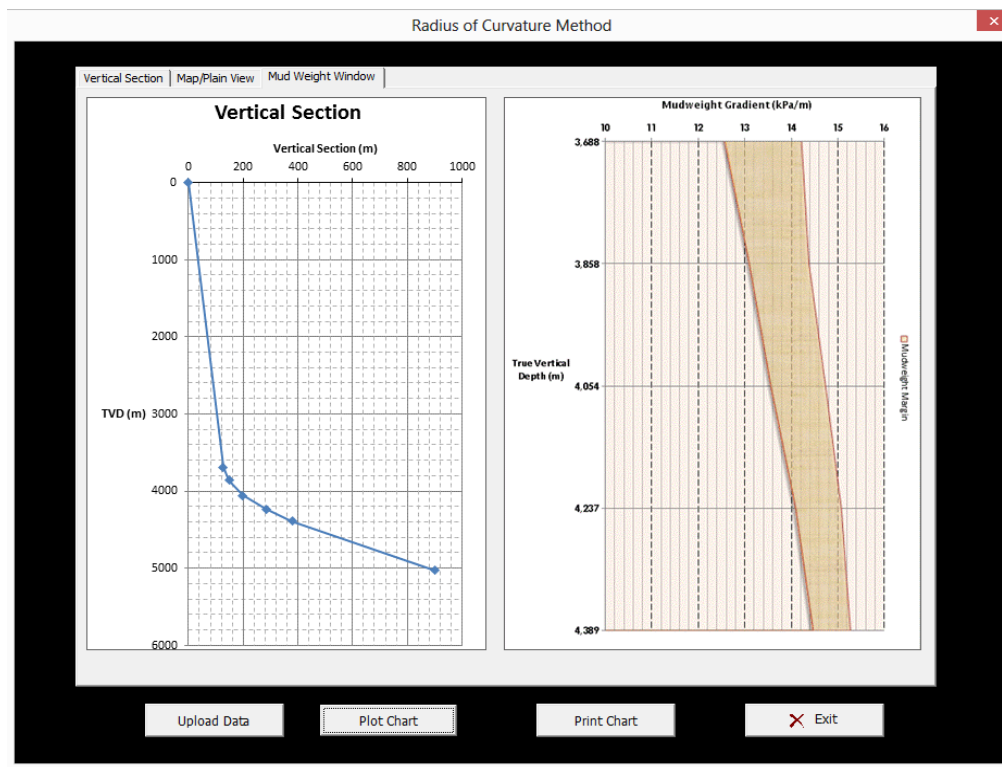 Radius of Curvature Method
Vertical Section
Map/Plain View
Mud Weight Window
Vertical Section
Vertical Section (m)
0 200 400 600 800 1000
0
1000
2000
TVD (m) 3000
4000
5000
6000
Mudweight Gradient (kPa/m)
10 11 12 13 14 15 16
3,688
3,858
True Vertical
Depth (m)
4,054
4,237
4,389
Mudweight Margin
Upload Data
Plot Chart
Print Chart
Exit